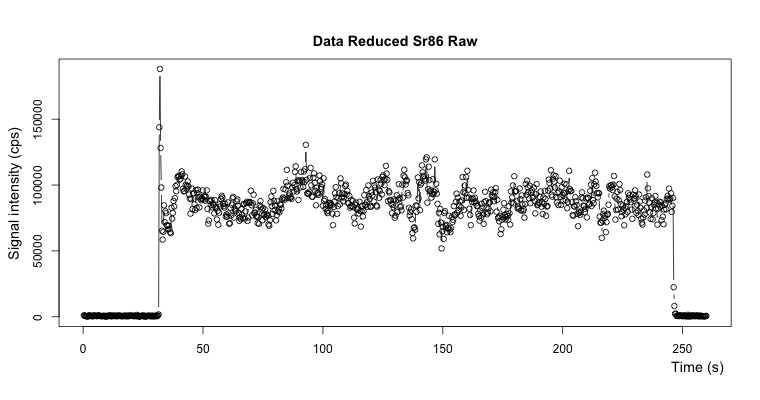 Data Reduced Sr86 Raw
Signal intensity (cps)
150000
100000
50000
0
0 50 100 150 200 250
Time (s)